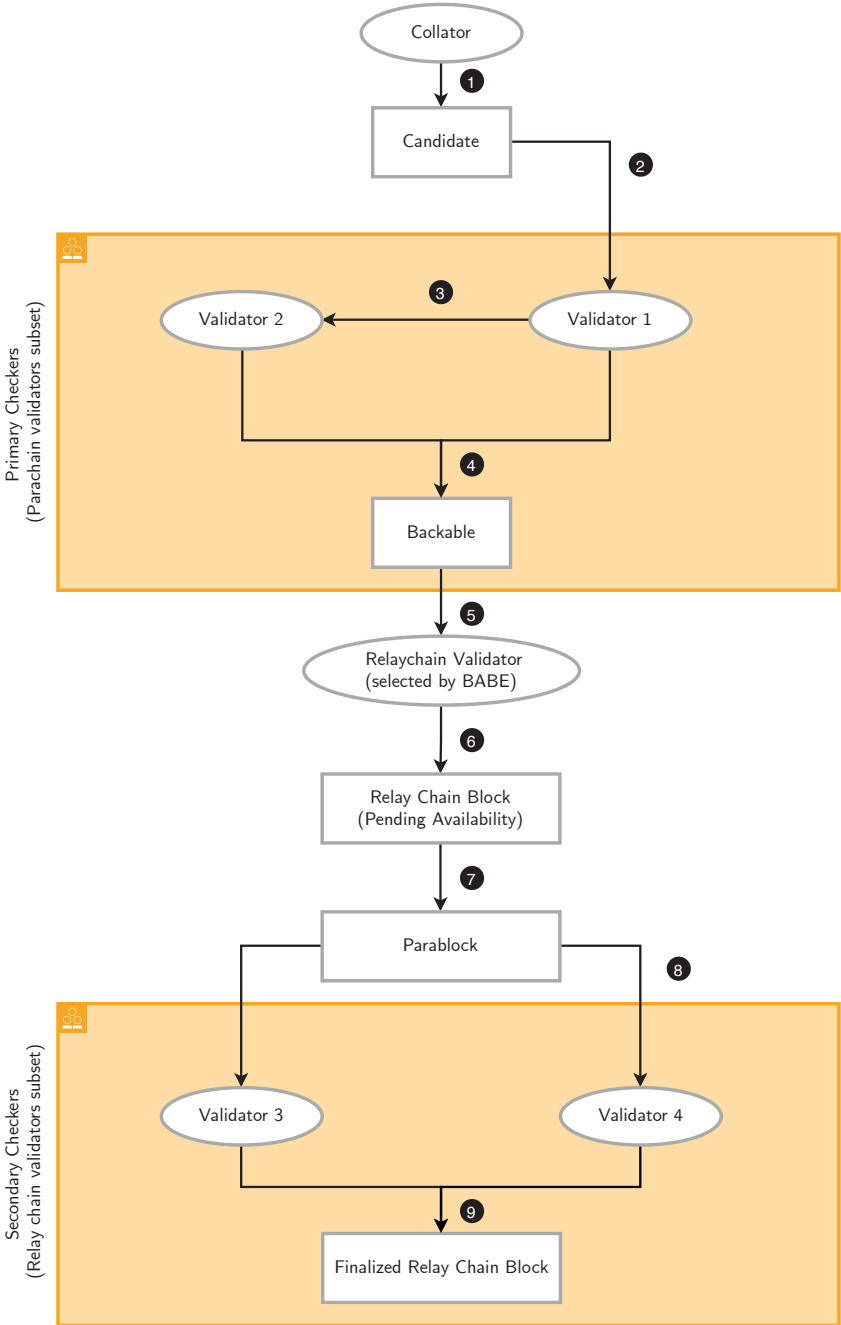 Collator
1
Candidate
2
Primary Checkers
(Parachain validators subset)
3
Validator 2
Validator 1
4
Backable
5
Relaychain Validator
(selected by BABE)
6
Relay Chain Block
(Pending Availability)
7
Parablock
8
Secondary Checkers
(Relay chain validators subset)
Validator 3
Validator 4
9
Finalized Relay Chain Block